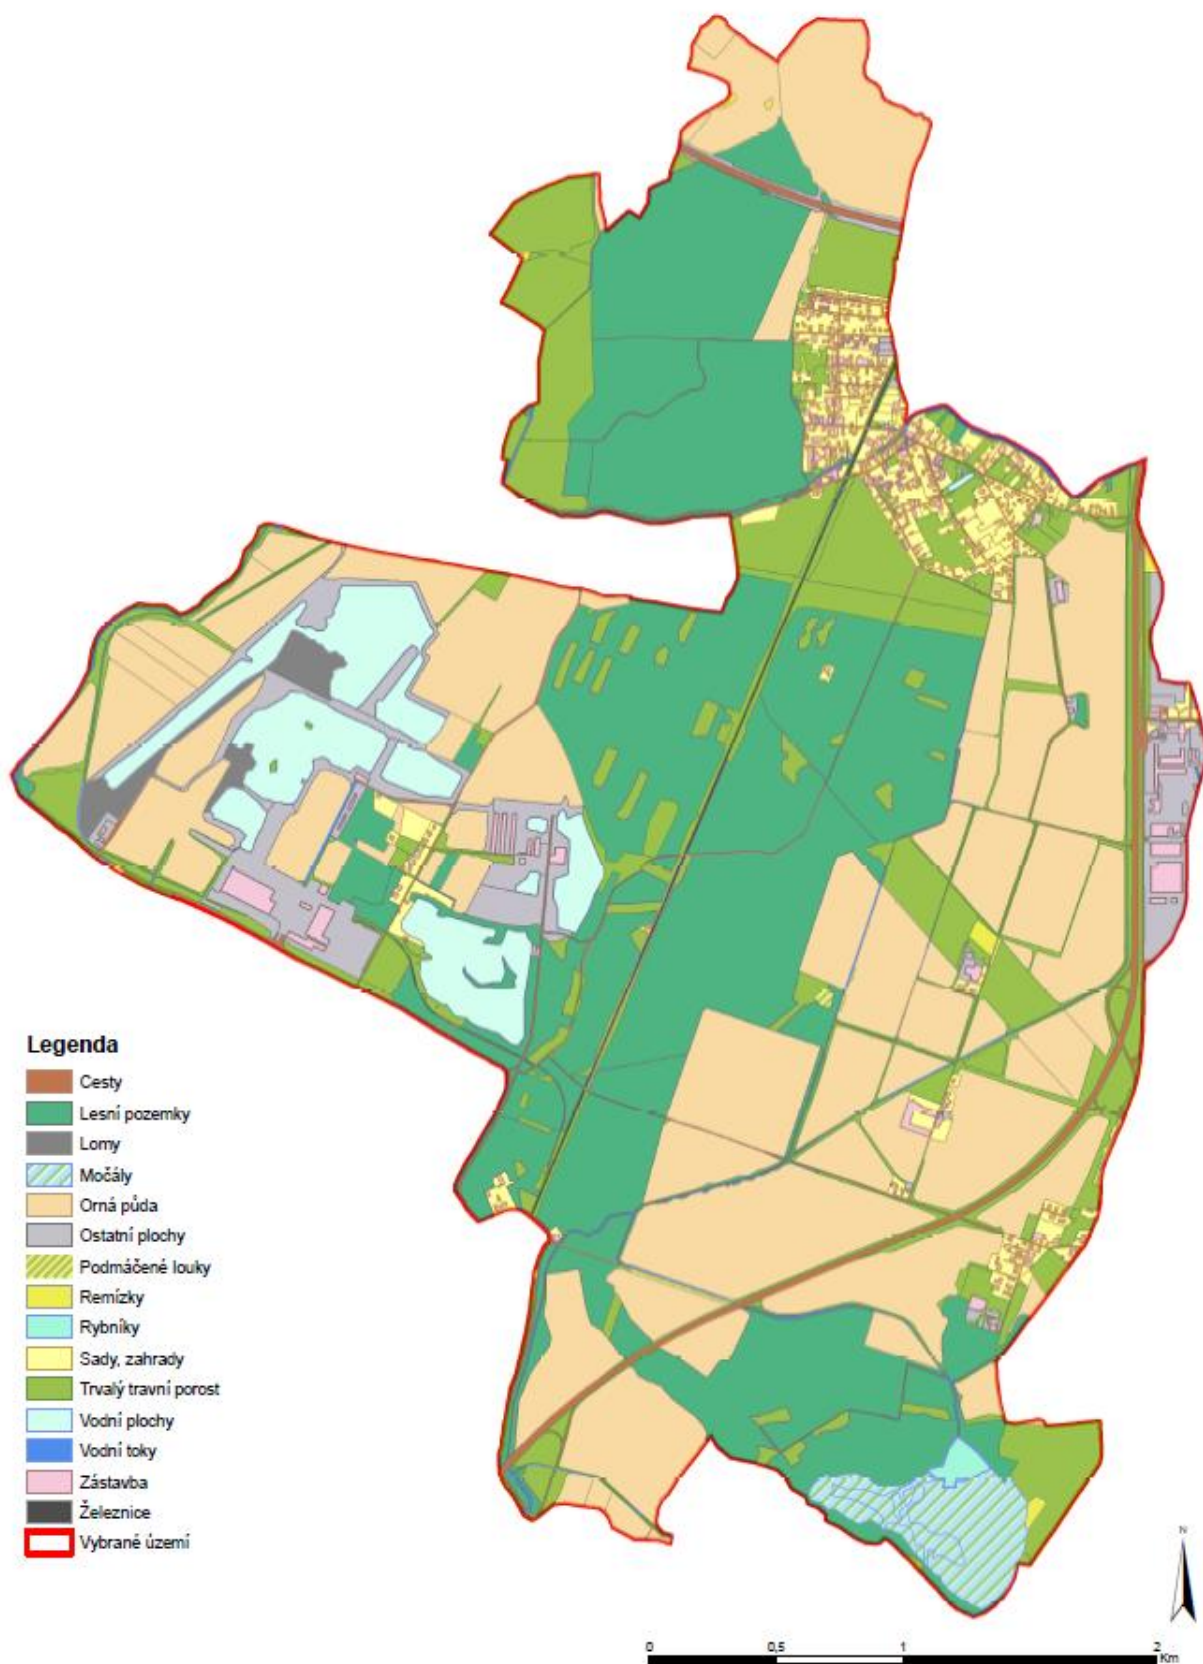 Legenda
Cesty
Lesní pozemky
Lomy
Močály
Orná půda
Ostatní plochy
Podmáčené louky
Remízky
Rybníky
Sady, zahrady
Trvalý travní porost
Vodní plochy
Vodní toky
Zástavba
Železnice
Vybrané území
N
0 0,5 1 2
Km